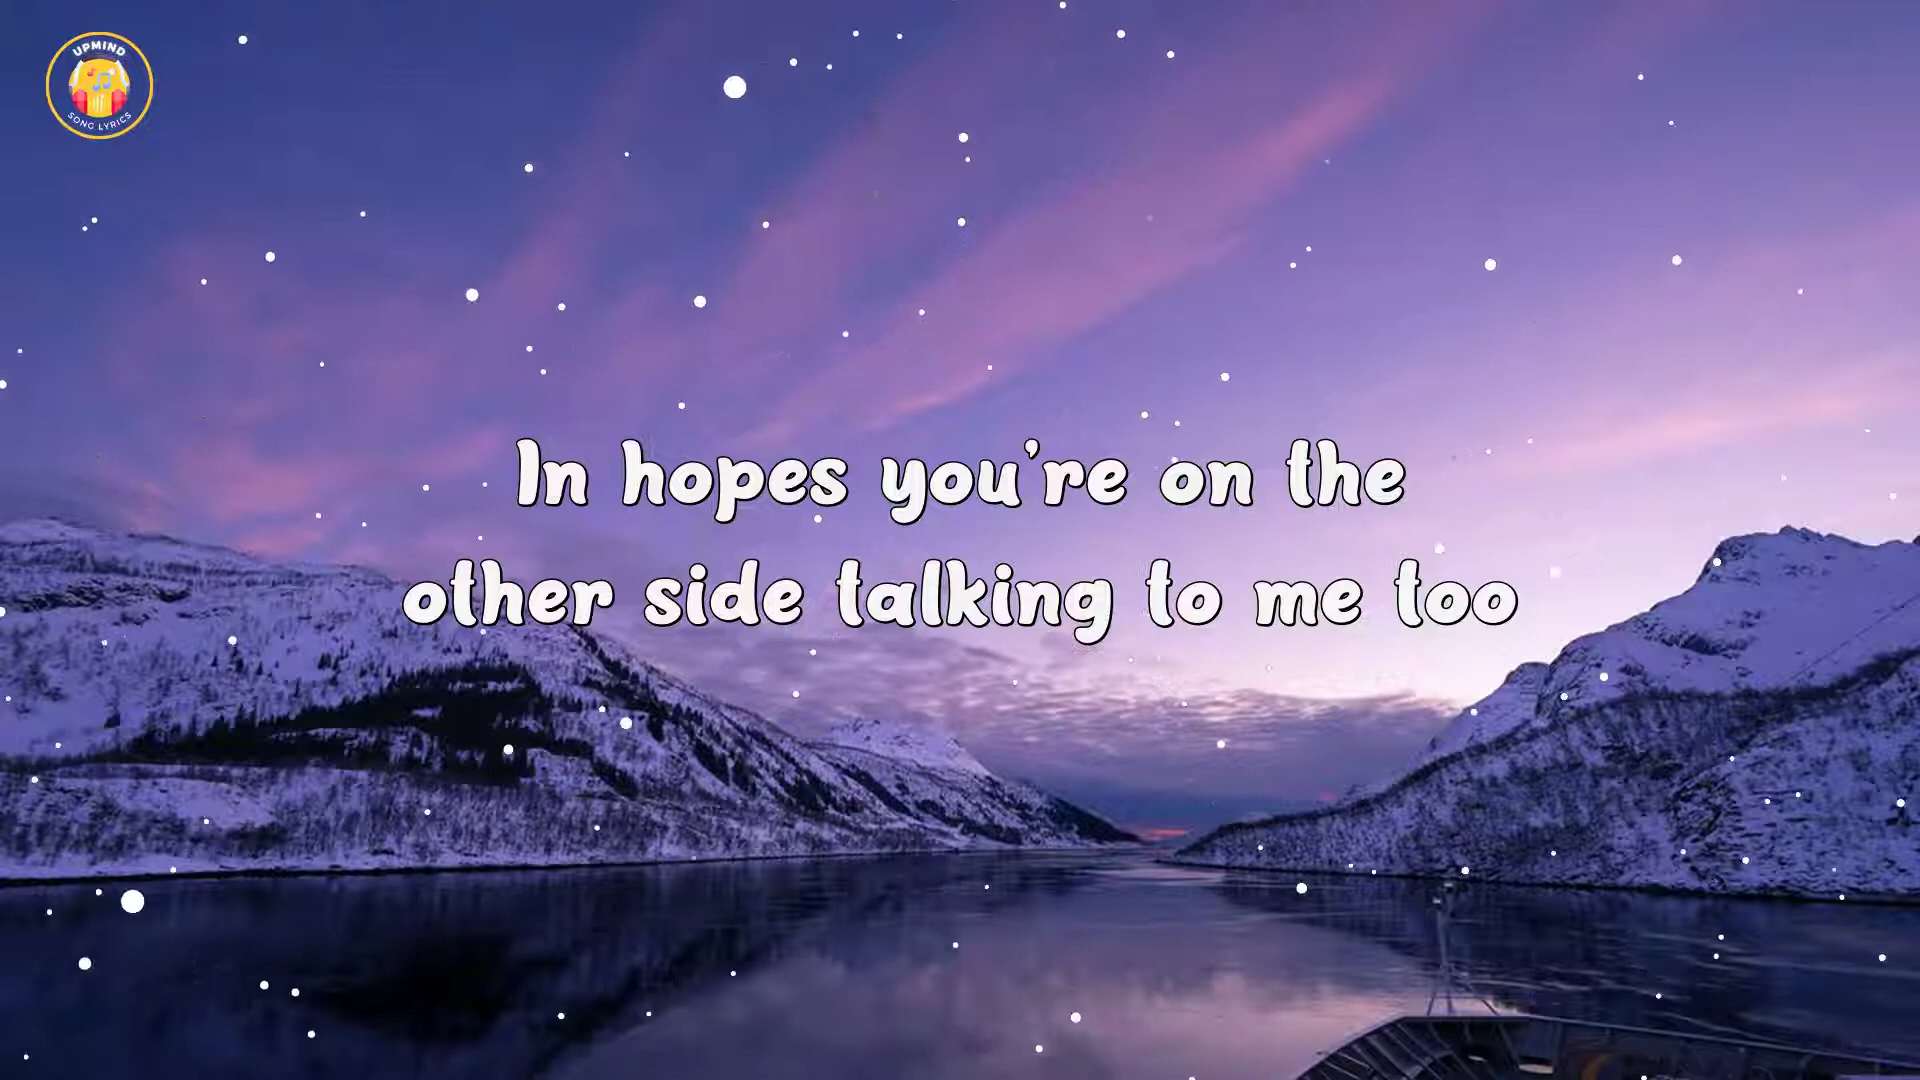 UPMIND
SONG LYRICS
In hopes you're on the
other side talking to me too